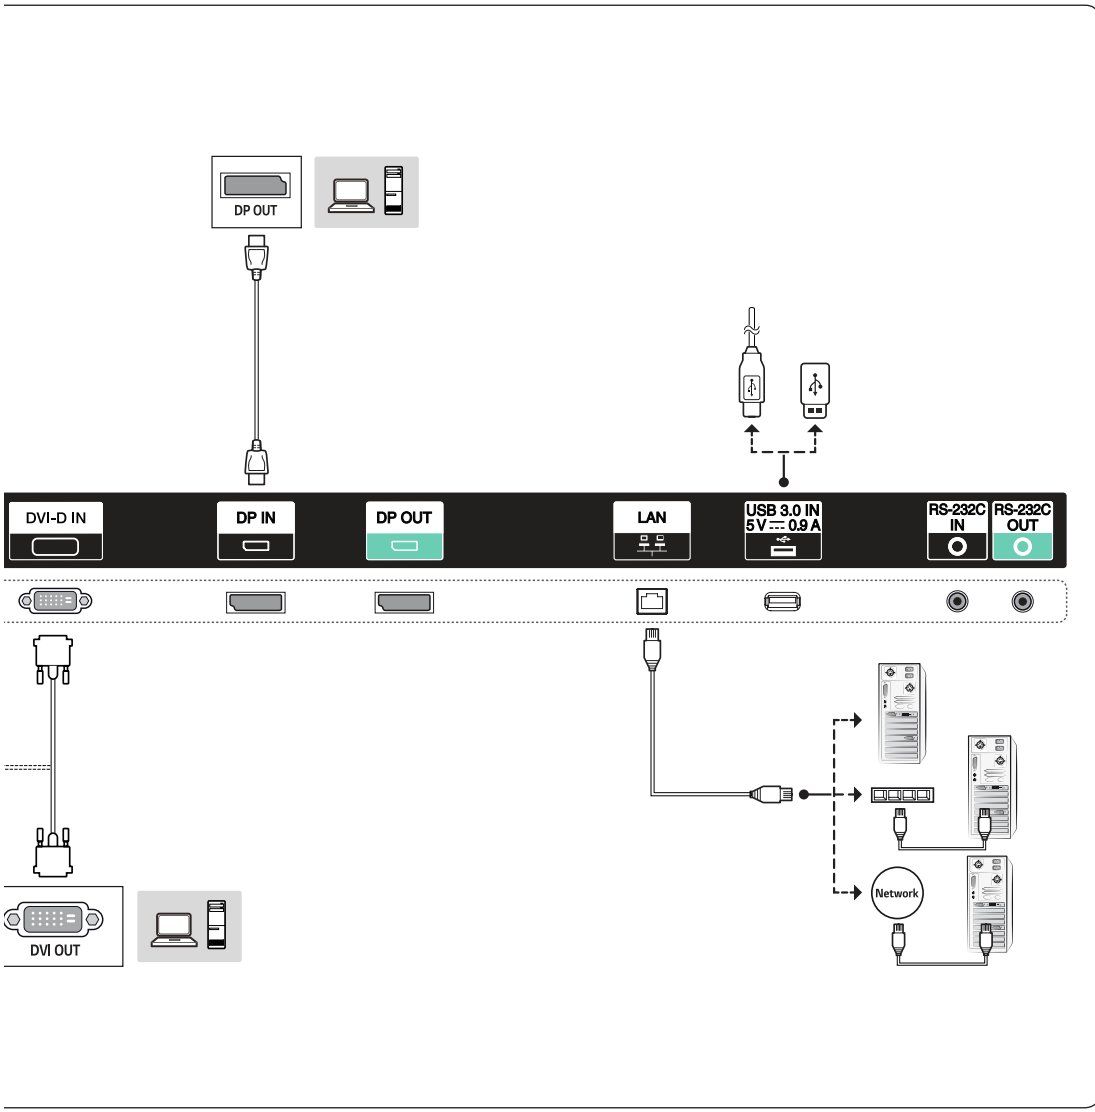 DP OUT
DVI-D IN
DP IN
DP OUT
LAN
USB 3.0 IN
5 V ⎓ 0.9 A
RS-232C
IN
RS-232C
OUT
Network
DVI OUT